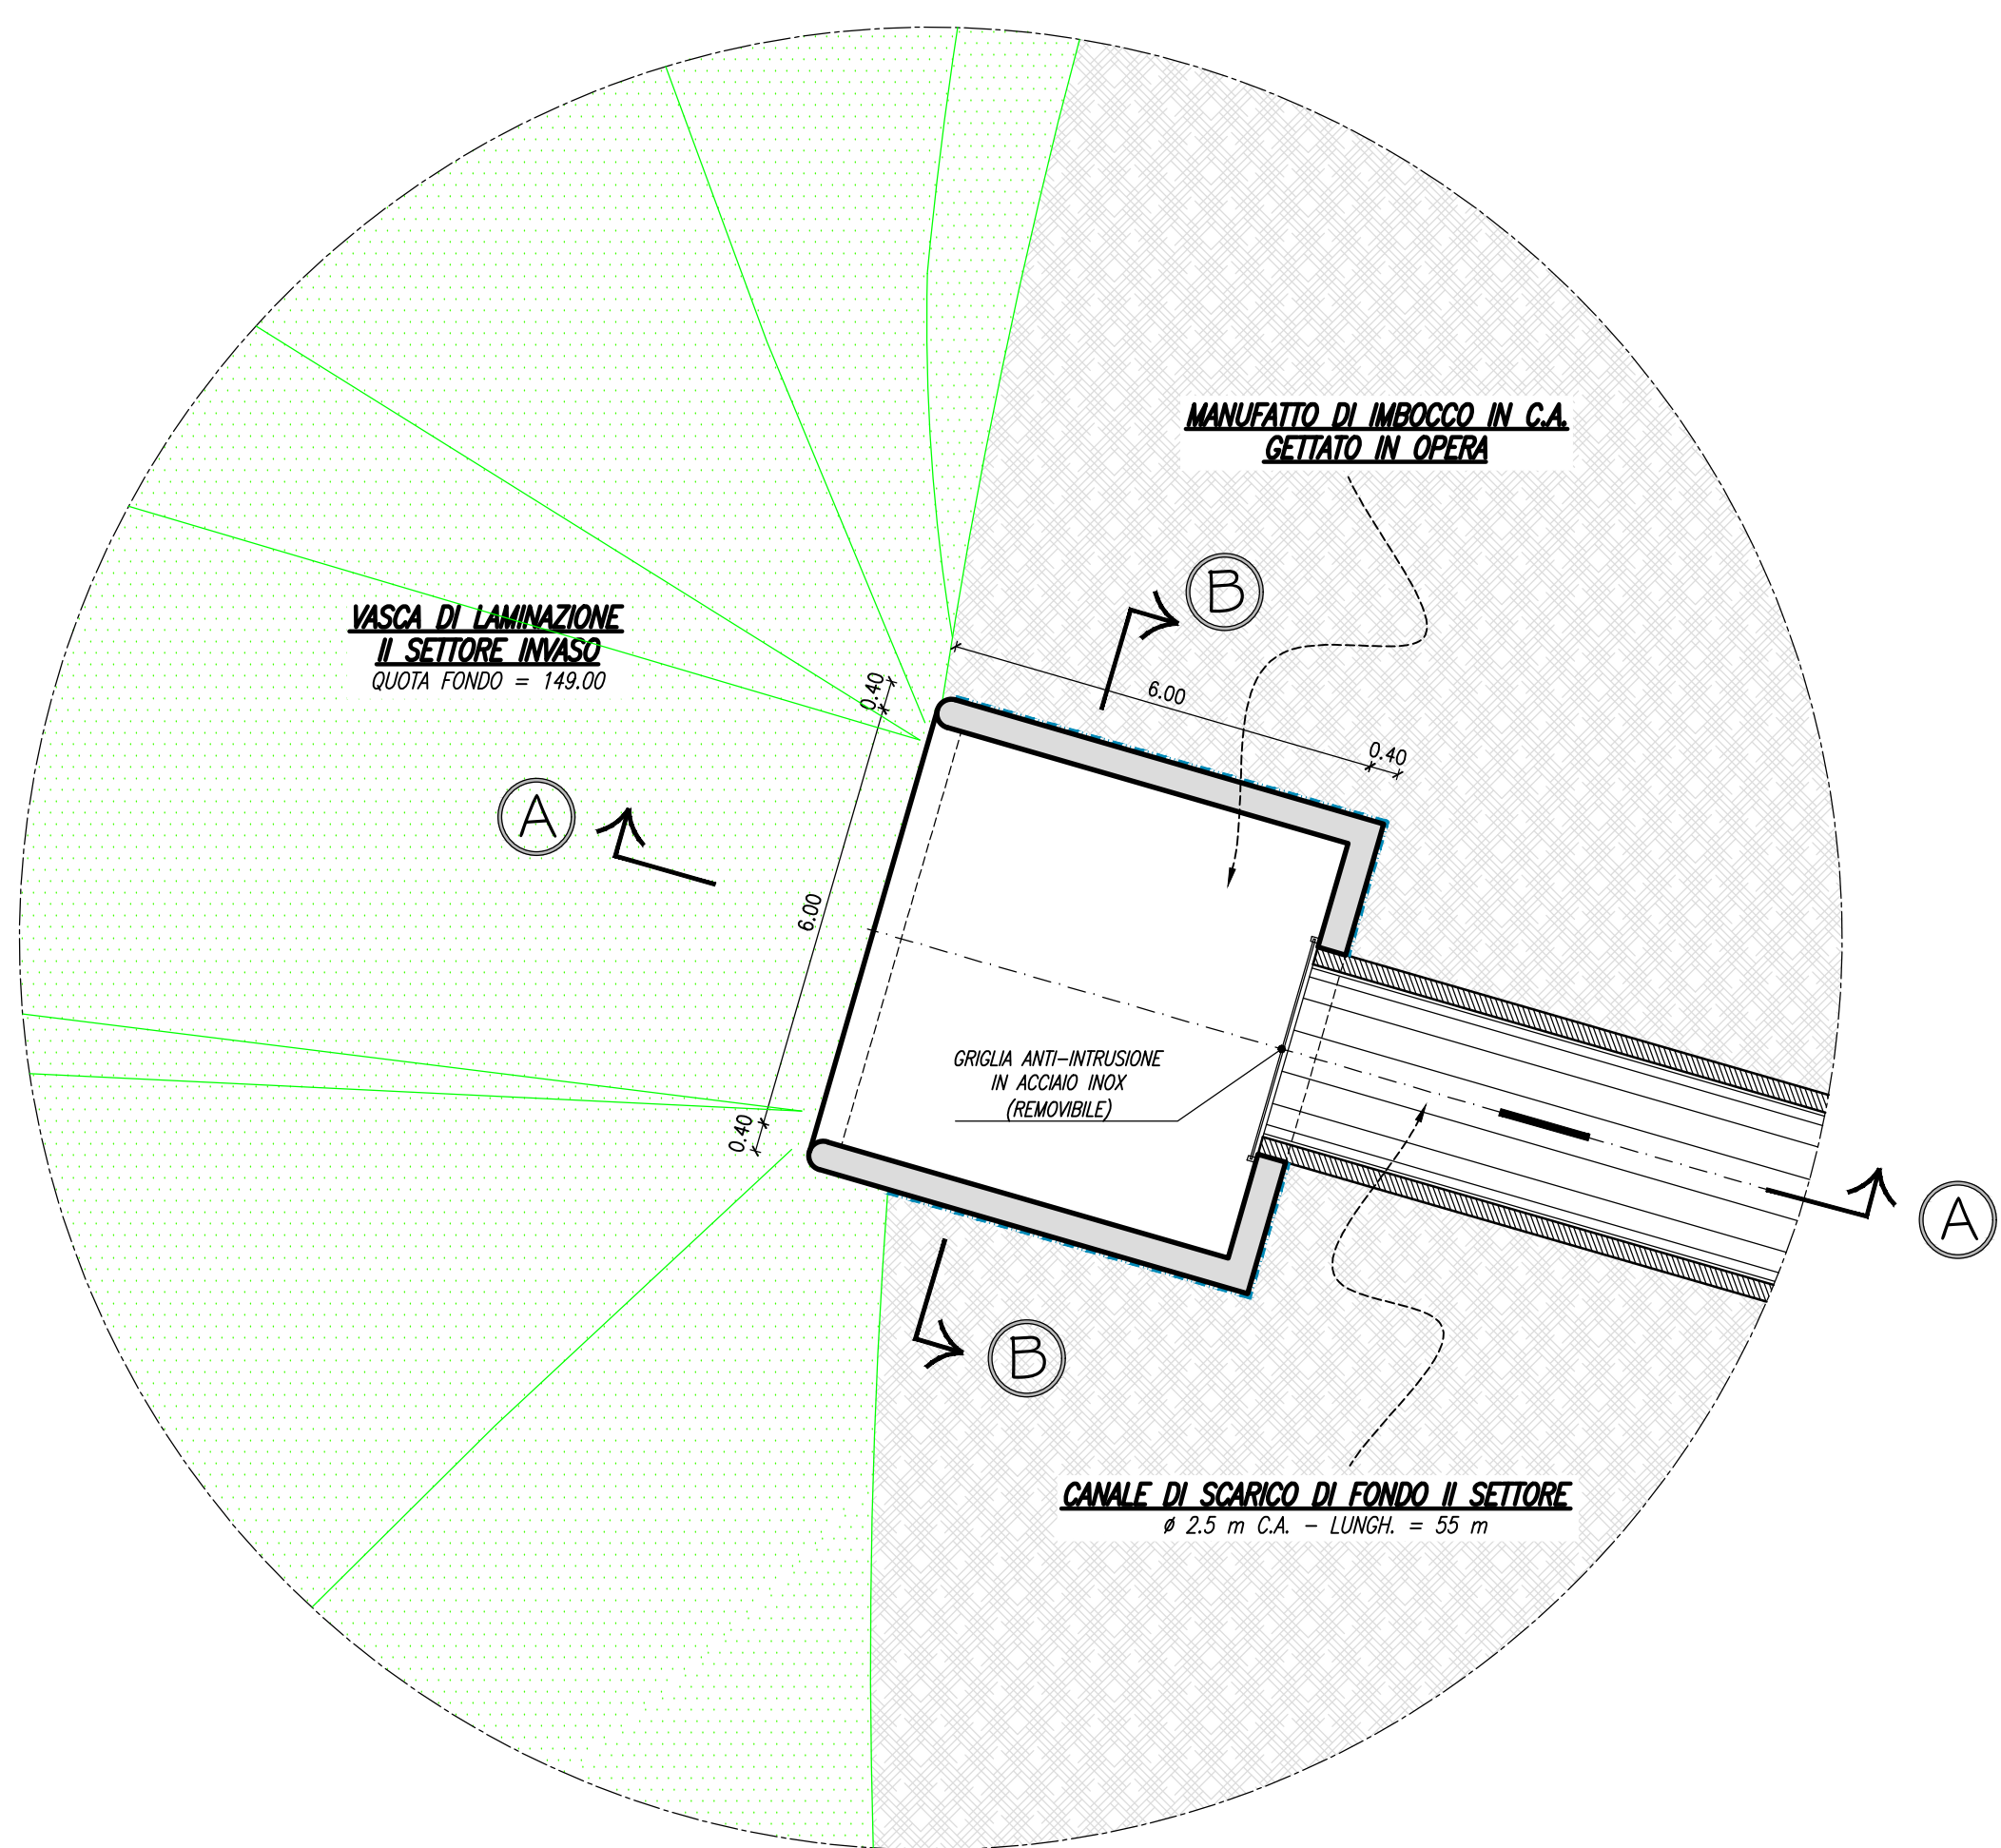 MANUFATTO DI IMBOCCO IN C.A.
GETTATO IN OPERA
B
VASCA DI LAMINAZIONE
II SETTORE INVASO
QUOTA FONDO = 149.00
0.40
6.00
0.40
A
6.00
GRIGLIA ANTI-INTRUSIONE
IN ACCIAIO INOX
(REMOVIBILE)
0.40
A
B
CANALE DI SCARICO DI FONDO II SETTORE
ø 2.5 m C.A. - LUNGH. = 55 m